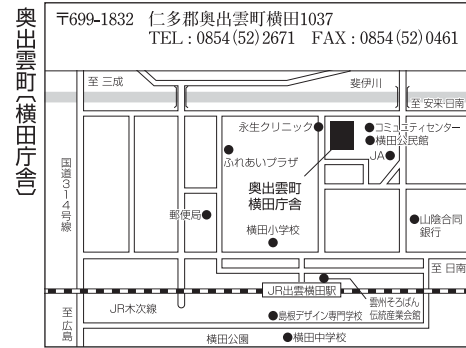 奥出雲町〔横田庁舎〕
〒699-1832 仁多郡奥出雲町横田1037
TEL : 0854(52)2671 FAX : 0854(52)0461
至 三成
斐伊川
至 安来・日南
永生クリニック
コミュニティセンター
横田公民館
JA
ふれあいプラザ
国道314号線
奥出雲町
横田庁舎
郵便局
横田小学校
山陰合同
銀行
至 日南
JR出雲横田駅
至 広島
JR木次線
雲州そろばん
伝統産業会館
島根デザイン専門学校
横田公園
横田中学校